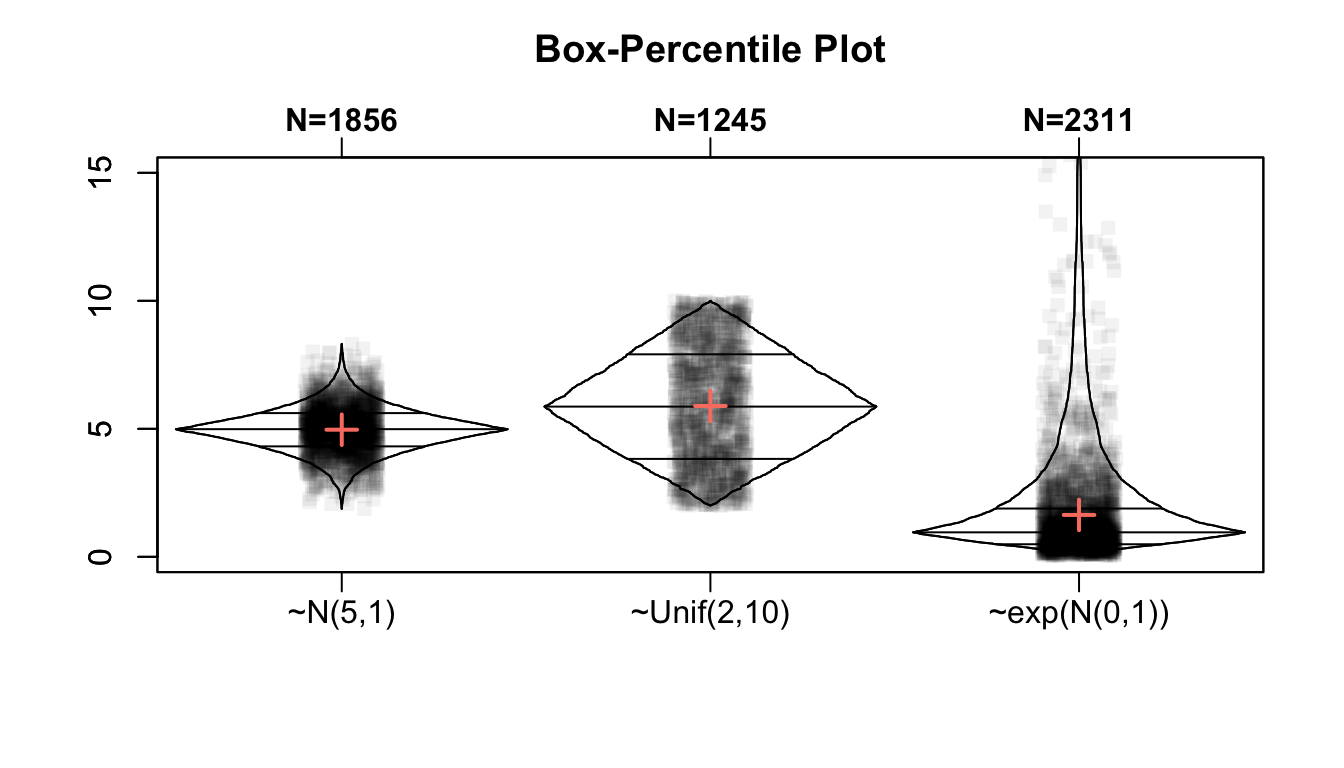 Box-Percentile Plot
N=1856 N=1245 N=2311
15
10
5
0
~N(5,1) ~Unif(2,10) ~exp(N(0,1))